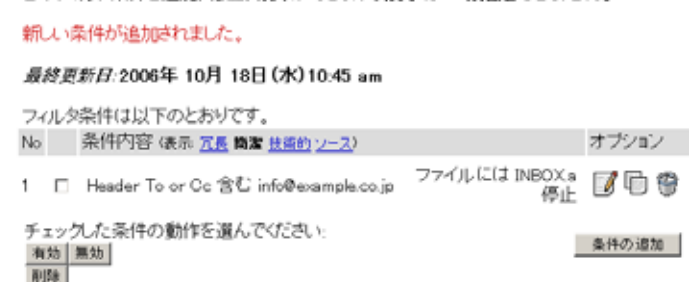 新しい条件が追加されました。
最終更新日:2006年 10月 18日 (水) 10:45 am
フィルタ条件は以下のとおりです。
No 条件内容 (表示: 冗長 簡潔 技術的 ソース) オプション
1 Header To or Cc 含む info@example.co.jp ファイルには INBOX.a
停止
チェックした条件の動作を選んでください:
有効 無効 条件の追加
削除